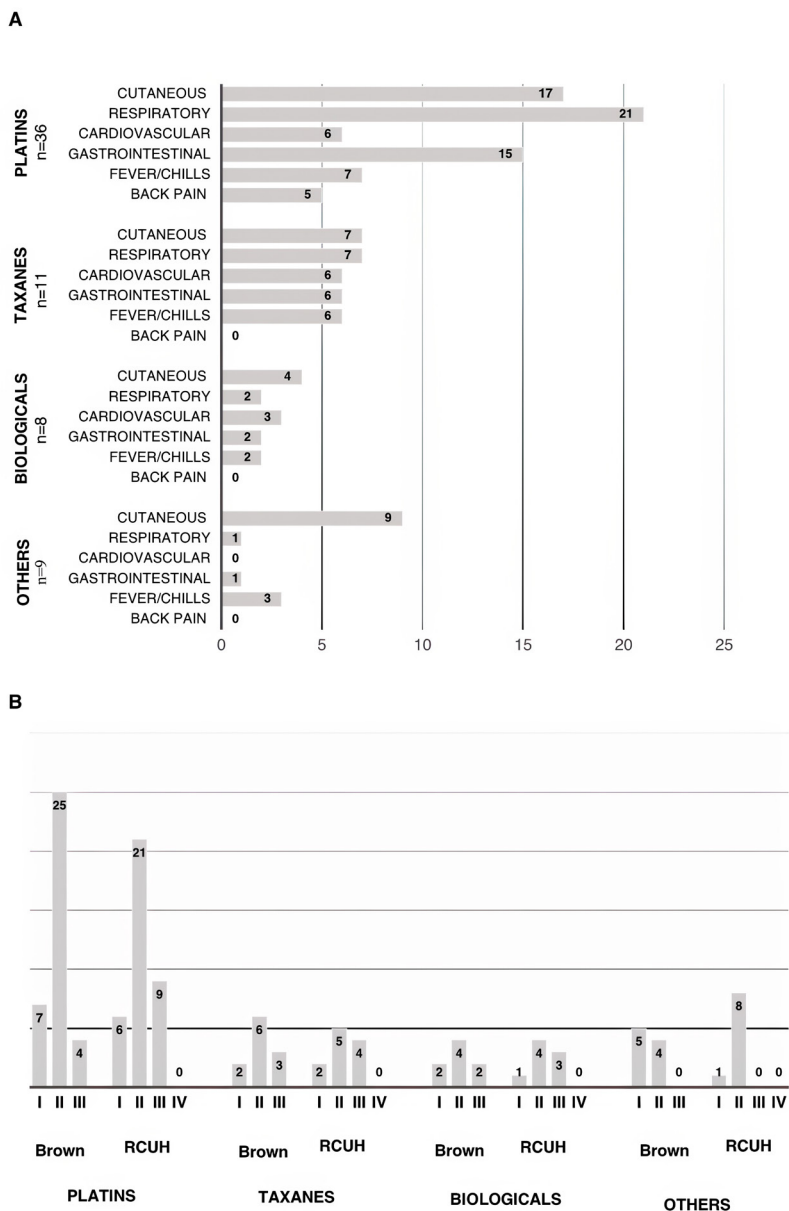 A
PLATINS
n=36
CUTANEOUS 17
RESPIRATORY 21
CARDIOVASCULAR 6
GASTROINTESTINAL 15
FEVER/CHILLS 7
BACK PAIN 5
TAXANES
n=11
CUTANEOUS 7
RESPIRATORY 7
CARDIOVASCULAR 6
GASTROINTESTINAL 6
FEVER/CHILLS 6
BACK PAIN 0
BIOLOGICALS
n=8
CUTANEOUS 4
RESPIRATORY 2
CARDIOVASCULAR 3
GASTROINTESTINAL 2
FEVER/CHILLS 2
BACK PAIN 0
OTHERS
n=9
CUTANEOUS 9
RESPIRATORY 1
CARDIOVASCULAR 0
GASTROINTESTINAL 1
FEVER/CHILLS 3
BACK PAIN 0
0 5 10 15 20 25
B
7 25 4 6 21 9 0 2 6 3 2 5 4 0 2 4 2 1 4 3 0 5 4 0 1 8 0 0
I II III I II III IV I II III I II III IV I II III I II III IV I II III I II III IV
Brown RCUH Brown RCUH Brown RCUH Brown RCUH
PLATINS TAXANES BIOLOGICALS OTHERS